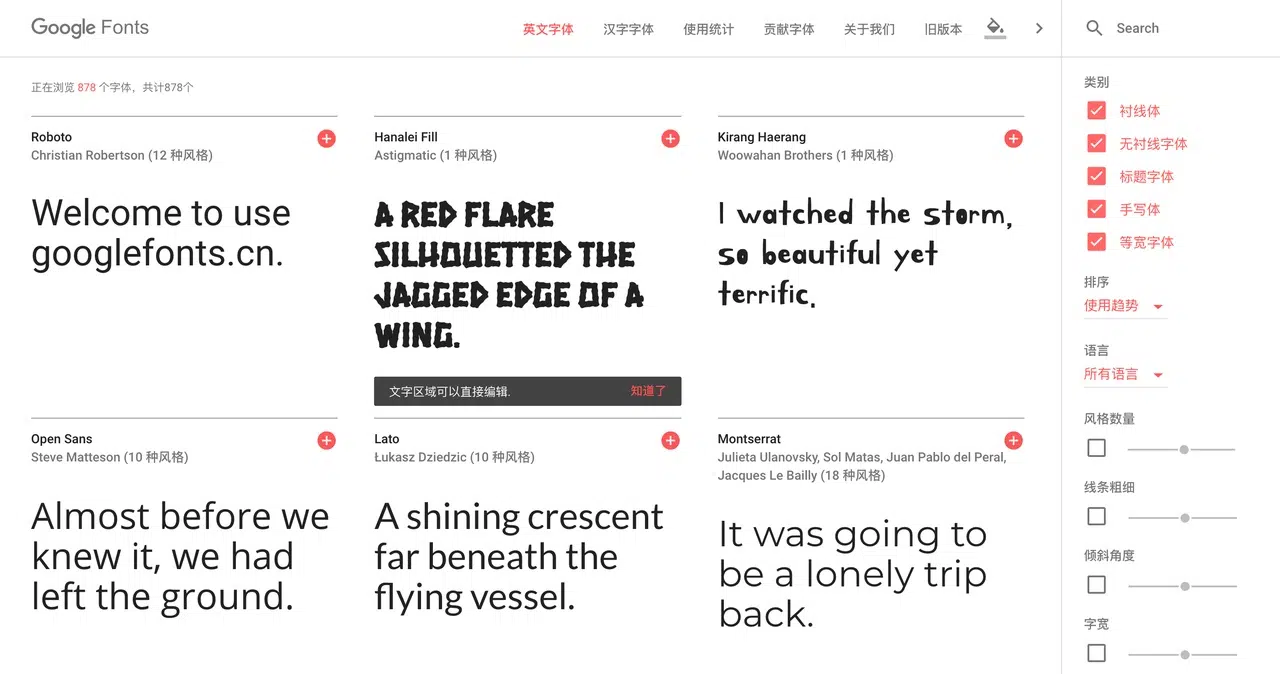 Google Fonts
英文字体 汉字字体 使用统计 贡献字体 关于我们 旧版本
Search
正在浏览 878 个字体，共计878个
Roboto
Christian Robertson (12 种风格)
Welcome to use
googlefonts.cn.
Hanalei Fill
Astigmatic (1 种风格)
A RED FLARE
SILHOUETTED THE
JAGGED EDGE OF A
WING.
文字区域可以直接编辑. 知道了
Kirang Haerang
Woowahan Brothers (1 种风格)
I watched the storm,
so beautiful yet
terrific.
Open Sans
Steve Matteson (10 种风格)
Almost before we
knew it, we had
left the ground.
Lato
Łukasz Dziedzic (10 种风格)
A shining crescent
far beneath the
flying vessel.
Montserrat
Julieta Ulanovsky, Sol Matas, Juan Pablo del Peral,
Jacques Le Bailly (18 种风格)
It was going to
be a lonely trip
back.
类别
衬线体
无衬线字体
标题字体
手写体
等宽字体
排序
使用趋势
语言
所有语言
风格数量
线条粗细
倾斜角度
字宽